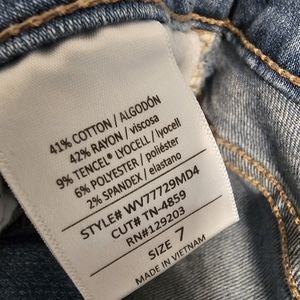 41% COTTON / ALGODÓN
42% RAYON / viscosa
9% TENCEL® LYOCELL / lyocell
6% POLYESTER / poliéster
2% SPANDEX / elastano
STYLE# WV77729MD4
CUT# TN-4859
RN#129203
SIZE 7
MADE IN VIETNAM